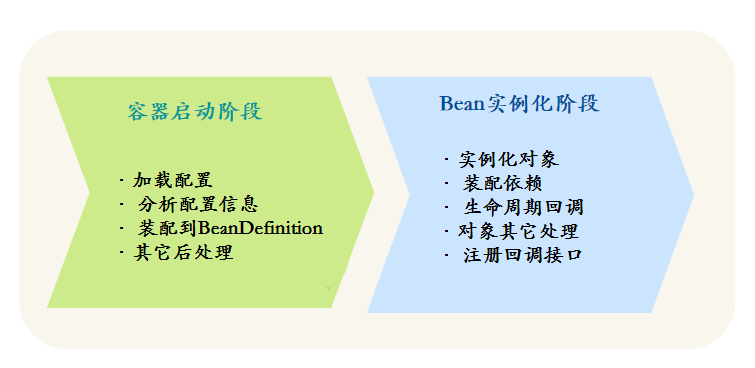 容器启动阶段
· 加载配置
· 分析配置信息
· 装配到BeanDefinition
· 其它后处理
Bean实例化阶段
· 实例化对象
· 装配依赖
· 生命周期回调
· 对象其它处理
· 注册回调接口